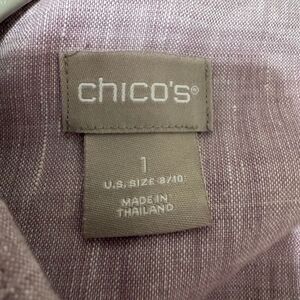 chico's®
1
U.S. SIZE 8/10
MADE IN
THAILAND